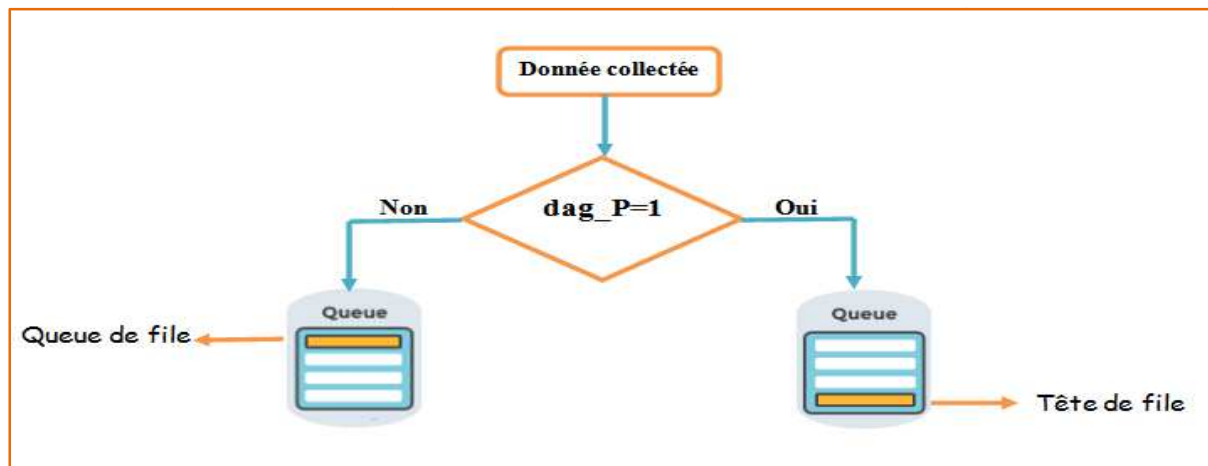 Donnée collectée
dag_P=1
Non
Oui
Queue
Queue
Queue de file
Tête de file